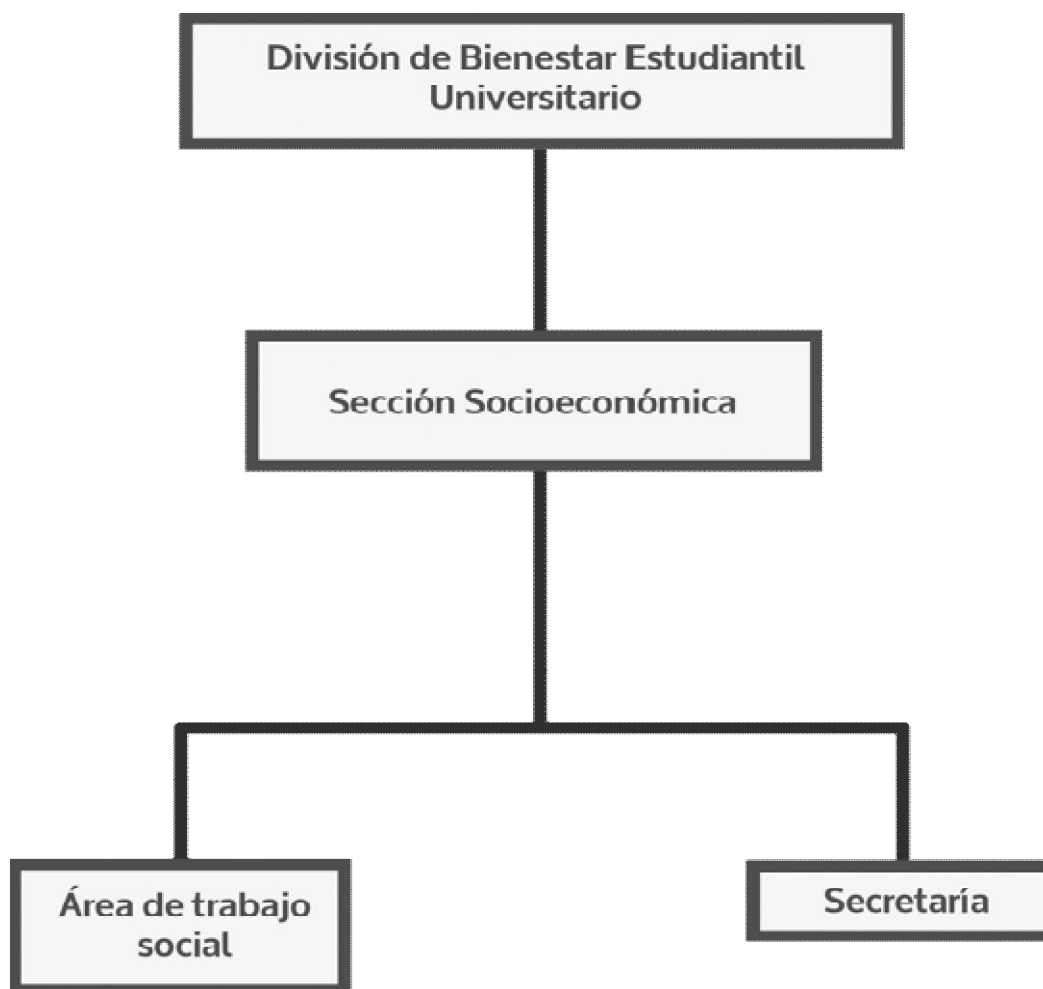 División de Bienestar Estudiantil
Universitario
Sección Socioeconómica
Área de trabajo
social
Secretaría